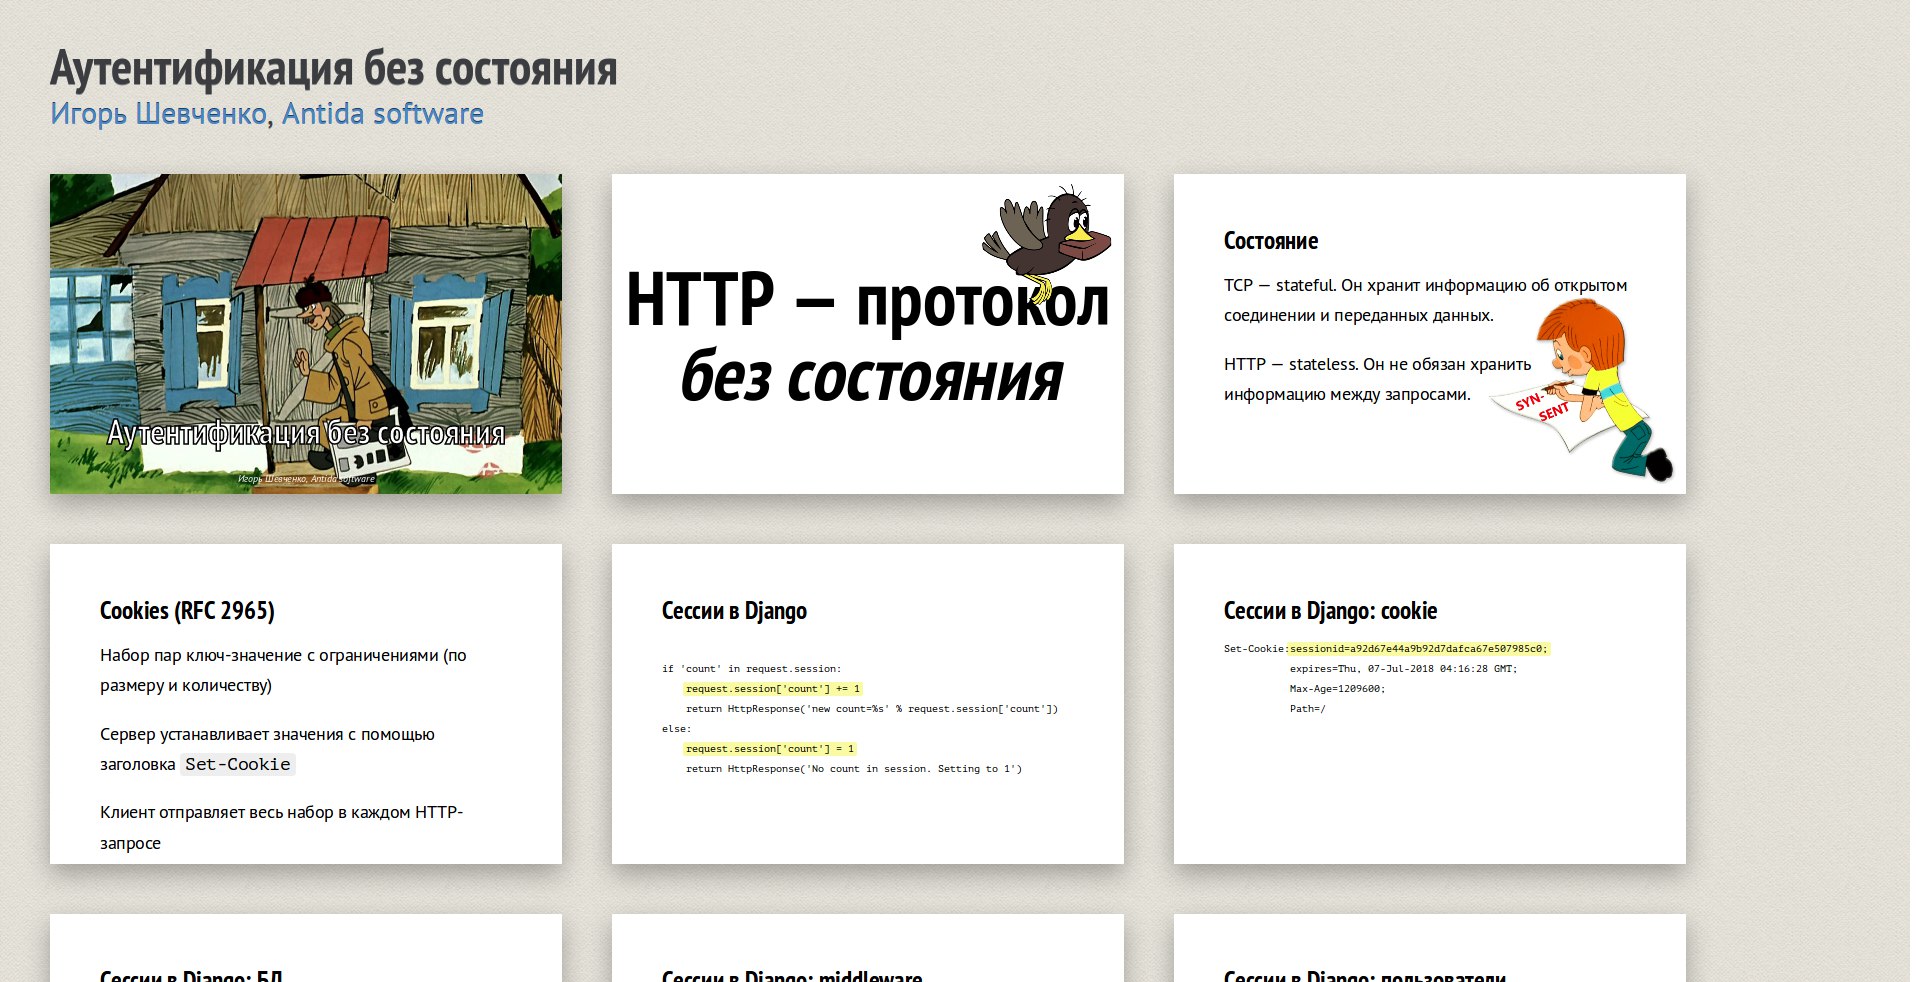 Аутентификация без состояния
Игорь Шевченко, Antida software
Аутентификация без состояния
Игорь Шевченко, Antida software
HTTP — протокол
без состояния
Состояние
TCP — stateful. Он хранит информацию об открытом
соединении и переданных данных.
HTTP — stateless. Он не обязан хранить
информацию между запросами.
SYN-
SENT
Cookies (RFC 2965)
Набор пар ключ-значение с ограничениями (по
размеру и количеству)
Сервер устанавливает значения с помощью
заголовка Set-Cookie
Клиент отправляет весь набор в каждом HTTP-
запросе
Сессии в Django
if 'count' in request.session:
request.session['count'] += 1
return HttpResponse('new count=%s' % request.session['count'])
else:
request.session['count'] = 1
return HttpResponse('No count in session. Setting to 1')
Сессии в Django: cookie
Set-Cookie:sessionid=a92d67e44a9b92d7dafca67e507985c0;
expires=Thu, 07-Jul-2018 04:16:28 GMT;
Max-Age=1209600;
Path=/
Сессии в Django: БД
Сессии в Django: middleware
Сессии в Django: пользователи